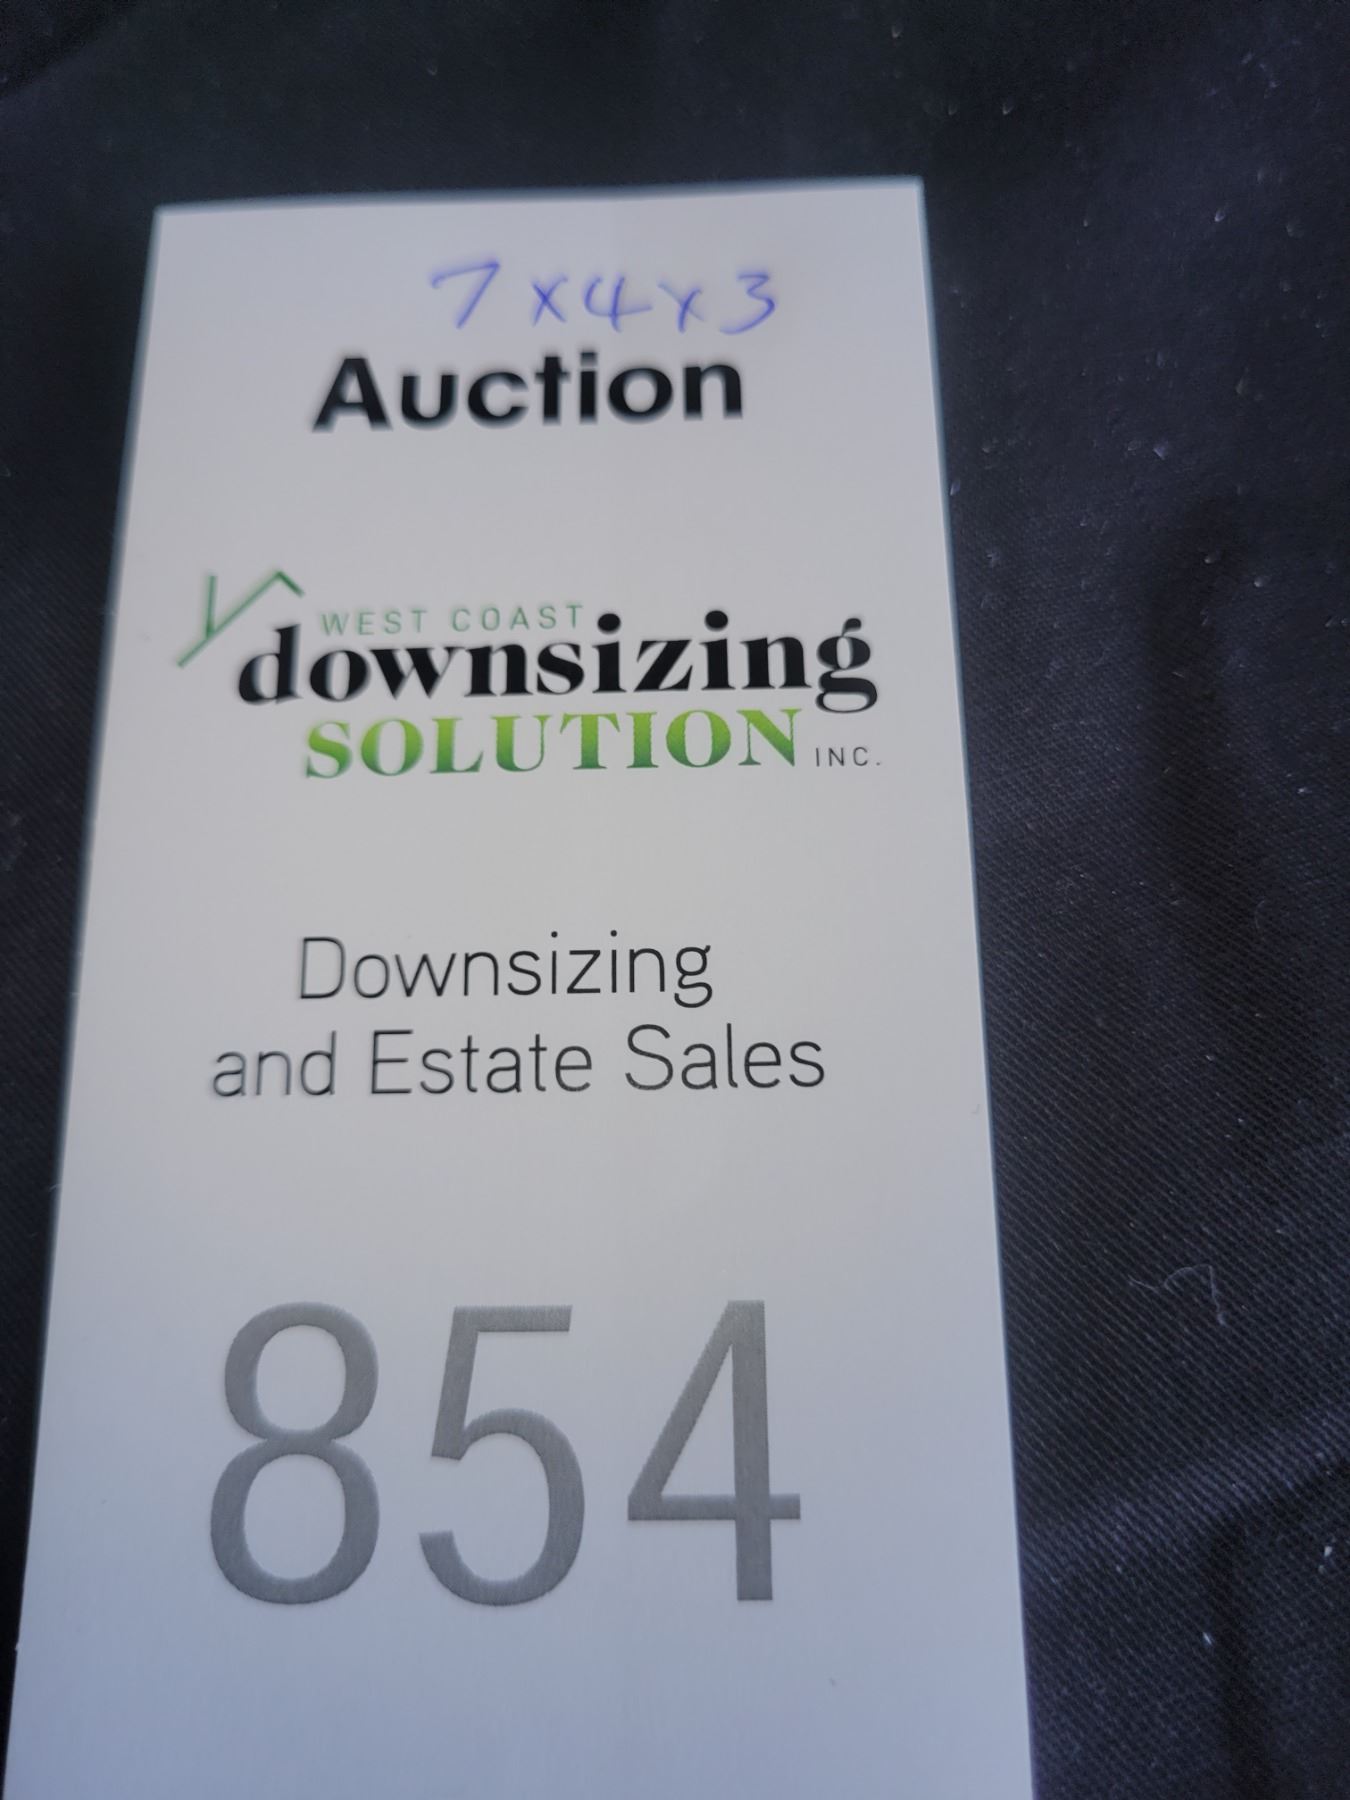 7x4x3
Auction
WEST COAST
downsizing
SOLUTION INC.
Downsizing
and Estate Sales
854